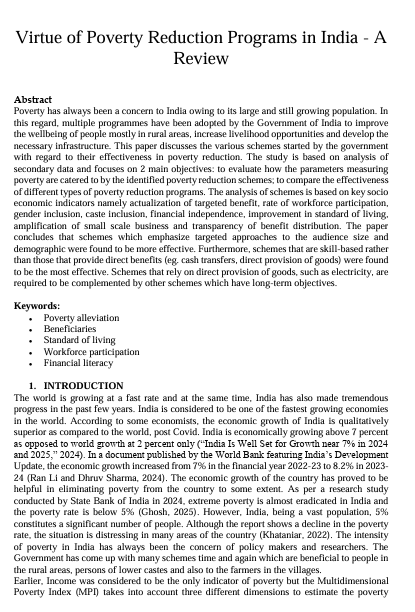 Virtue of Poverty Reduction Programs in India - A
Review
Abstract
Poverty has always been a concern to India owing to its large and still growing population. In
this regard, multiple programmes have been adopted by the Government of India to improve
the wellbeing of people mostly in rural areas, increase livelihood opportunities and develop the
necessary infrastructure. This paper discusses the various schemes started by the government
with regard to their effectiveness in poverty reduction. The study is based on analysis of
secondary data and focuses on 2 main objectives: to evaluate how the parameters measuring
poverty are catered to by the identified poverty reduction schemes; to compare the effectiveness
of different types of poverty reduction programs. The analysis of schemes is based on key socio
economic indicators namely actualization of targeted benefit, rate of workforce participation,
gender inclusion, caste inclusion, financial independence, improvement in standard of living,
amplification of small scale business and transparency of benefit distribution. The paper
concludes that schemes which emphasize targeted approaches to the audience size and
demographic were found to be more effective. Furthermore, schemes that are skill-based rather
than those that provide direct benefits (eg. cash transfers, direct provision of goods) were found
to be the most effective. Schemes that rely on direct provision of goods, such as electricity, are
required to be complemented by other schemes which have long-term objectives.
Keywords:
• Poverty alleviation
• Beneficiaries
• Standard of living
• Workforce participation
• Financial literacy
1. INTRODUCTION
The world is growing at a fast rate and at the same time, India has also made tremendous
progress in the past few years. India is considered to be one of the fastest growing economies
in the world. According to some economists, the economic growth of India is qualitatively
superior as compared to the world, post Covid. India is economically growing above 7 percent
as opposed to world growth at 2 percent only (“India Is Well Set for Growth near 7% in 2024
and 2025,” 2024). In a document published by the World Bank featuring India’s Development
Update, the economic growth increased from 7% in the financial year 2022-23 to 8.2% in 2023-
24 (Ran Li and Dhruv Sharma, 2024). The economic growth of the country has proved to be
helpful in eliminating poverty from the country to some extent. As per a research study
conducted by State Bank of India in 2024, extreme poverty is almost eradicated in India and
the poverty rate is below 5% (Ghosh, 2025). However, India, being a vast population, 5%
constitutes a significant number of people. Although the report shows a decline in the poverty
rate, the situation is distressing in many areas of the country (Khataniar, 2022). The intensity
of poverty in India has always been the concern of policy makers and researchers. The
Government has come up with many schemes time and again which are beneficial to people in
the rural areas, persons of lower castes and also to the farmers in the villages.
Earlier, Income was considered to be the only indicator of poverty but the Multidimensional
Poverty Index (MPI) takes into account three different dimensions to estimate the poverty